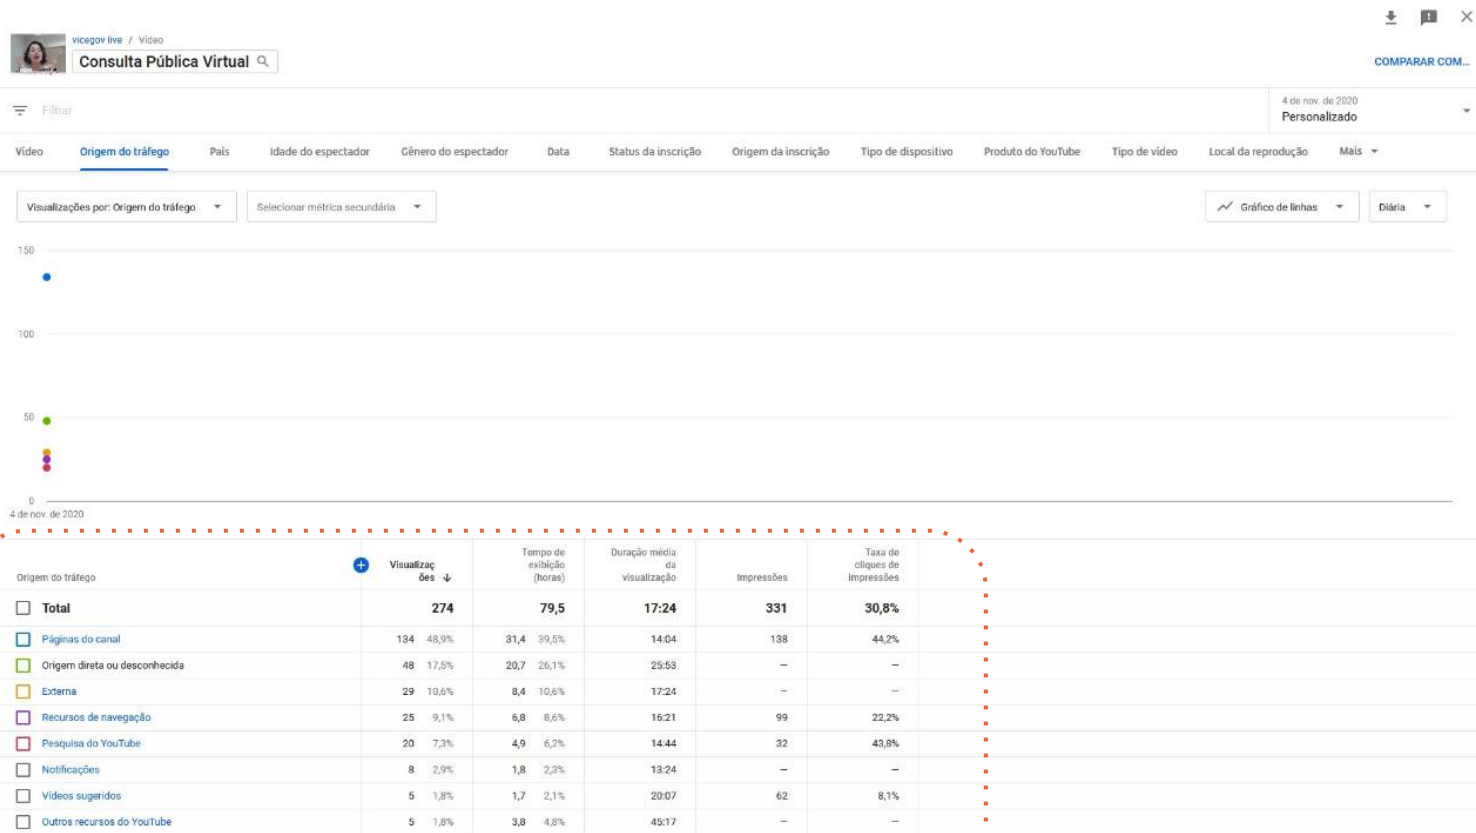 vicegov live / Vídeo
Consulta Pública Virtual
COMPARAR COM...
Filtrar
4 de nov. de 2020
Personalizado
Vídeo Origem do tráfego País Idade do espectador Gênero do espectador Data Status da inscrição Origem da inscrição Tipo de dispositivo Produto do YouTube Tipo de vídeo Local da reprodução Mais
Visualizações por: Origem do tráfego Selecionar métrica secundária Gráfico de linhas Diária
150
100
50
0
4 de nov. de 2020
Origem do tráfego Visualizaç
ões Tempo de
exibição
(horas) Duração média
da
visualização Impressões Taxa de
cliques de
impressões
Total 274 79,5 17:24 331 30,8%
Páginas do canal 134 48,9% 31,4 39,5% 14:04 138 44,2%
Origem direta ou desconhecida 48 17,5% 20,7 26,1% 25:53 — —
Externa 29 10,6% 8,4 10,6% 17:24 — —
Recursos de navegação 25 9,1% 6,8 8,6% 16:21 99 22,2%
Pesquisa do YouTube 20 7,3% 4,9 6,2% 14:44 32 43,8%
Notificações 8 2,9% 1,8 2,3% 13:24 — —
Vídeos sugeridos 5 1,8% 1,7 2,1% 20:07 62 8,1%
Outros recursos do YouTube 5 1,8% 3,8 4,8% 45:17 — —